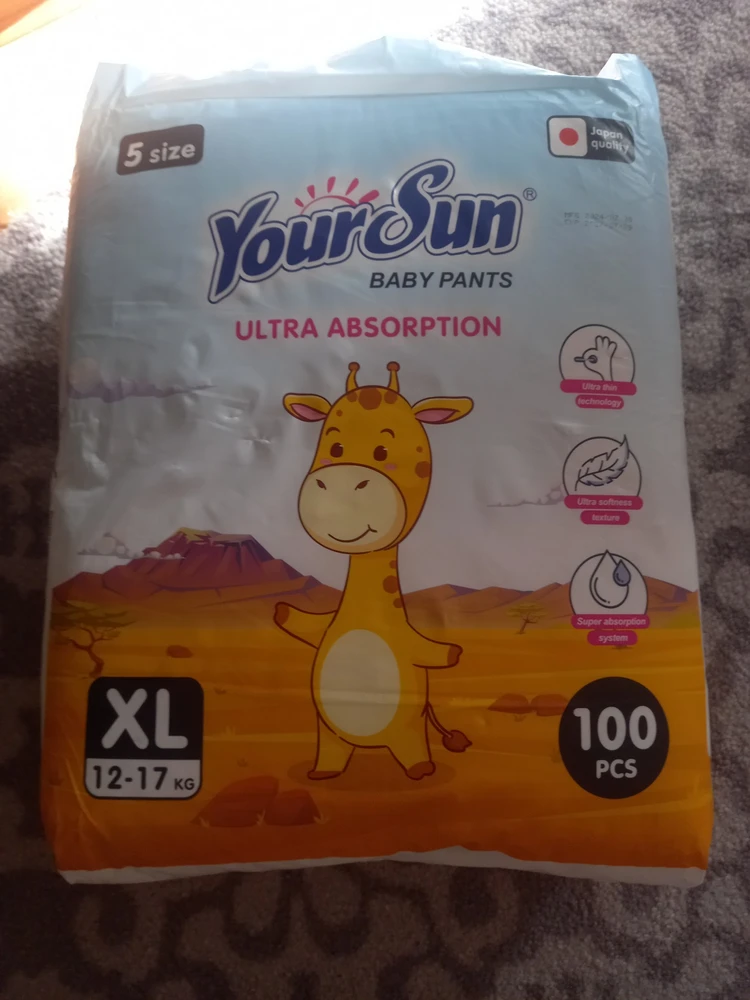 5 size
Japan
quality
YourSun®
BABY PANTS
ULTRA ABSORPTION
Ultra thin
technology
Ultra softness
texture
Super absorption
system
XL
12-17 KG
100
PCS